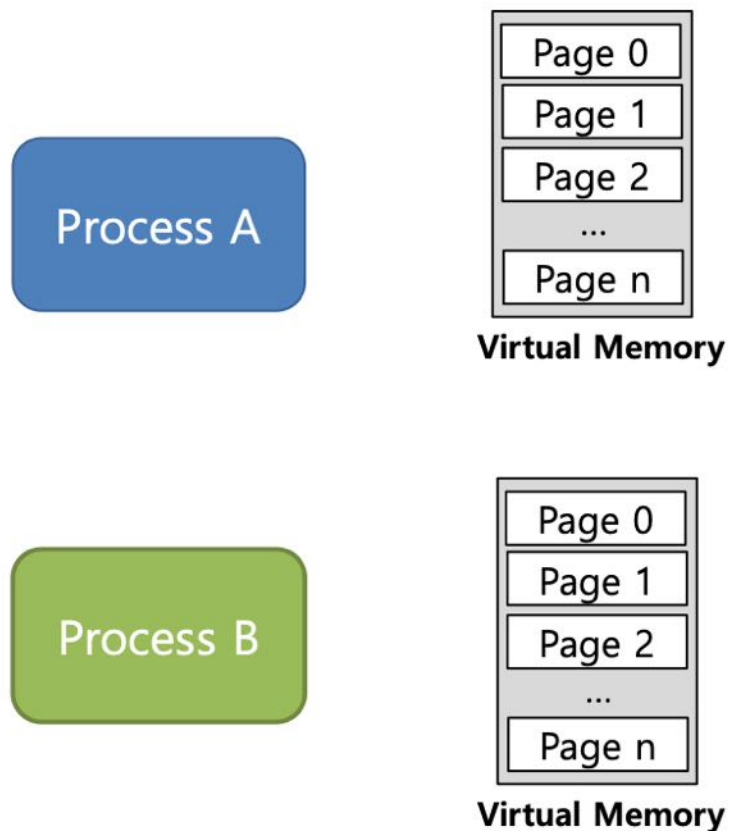 Page 0
Page 1
Process A
Page 2
...
Page n
Virtual Memory
Page 0
Page 1
Process B
Page 2
...
Page n
Virtual Memory